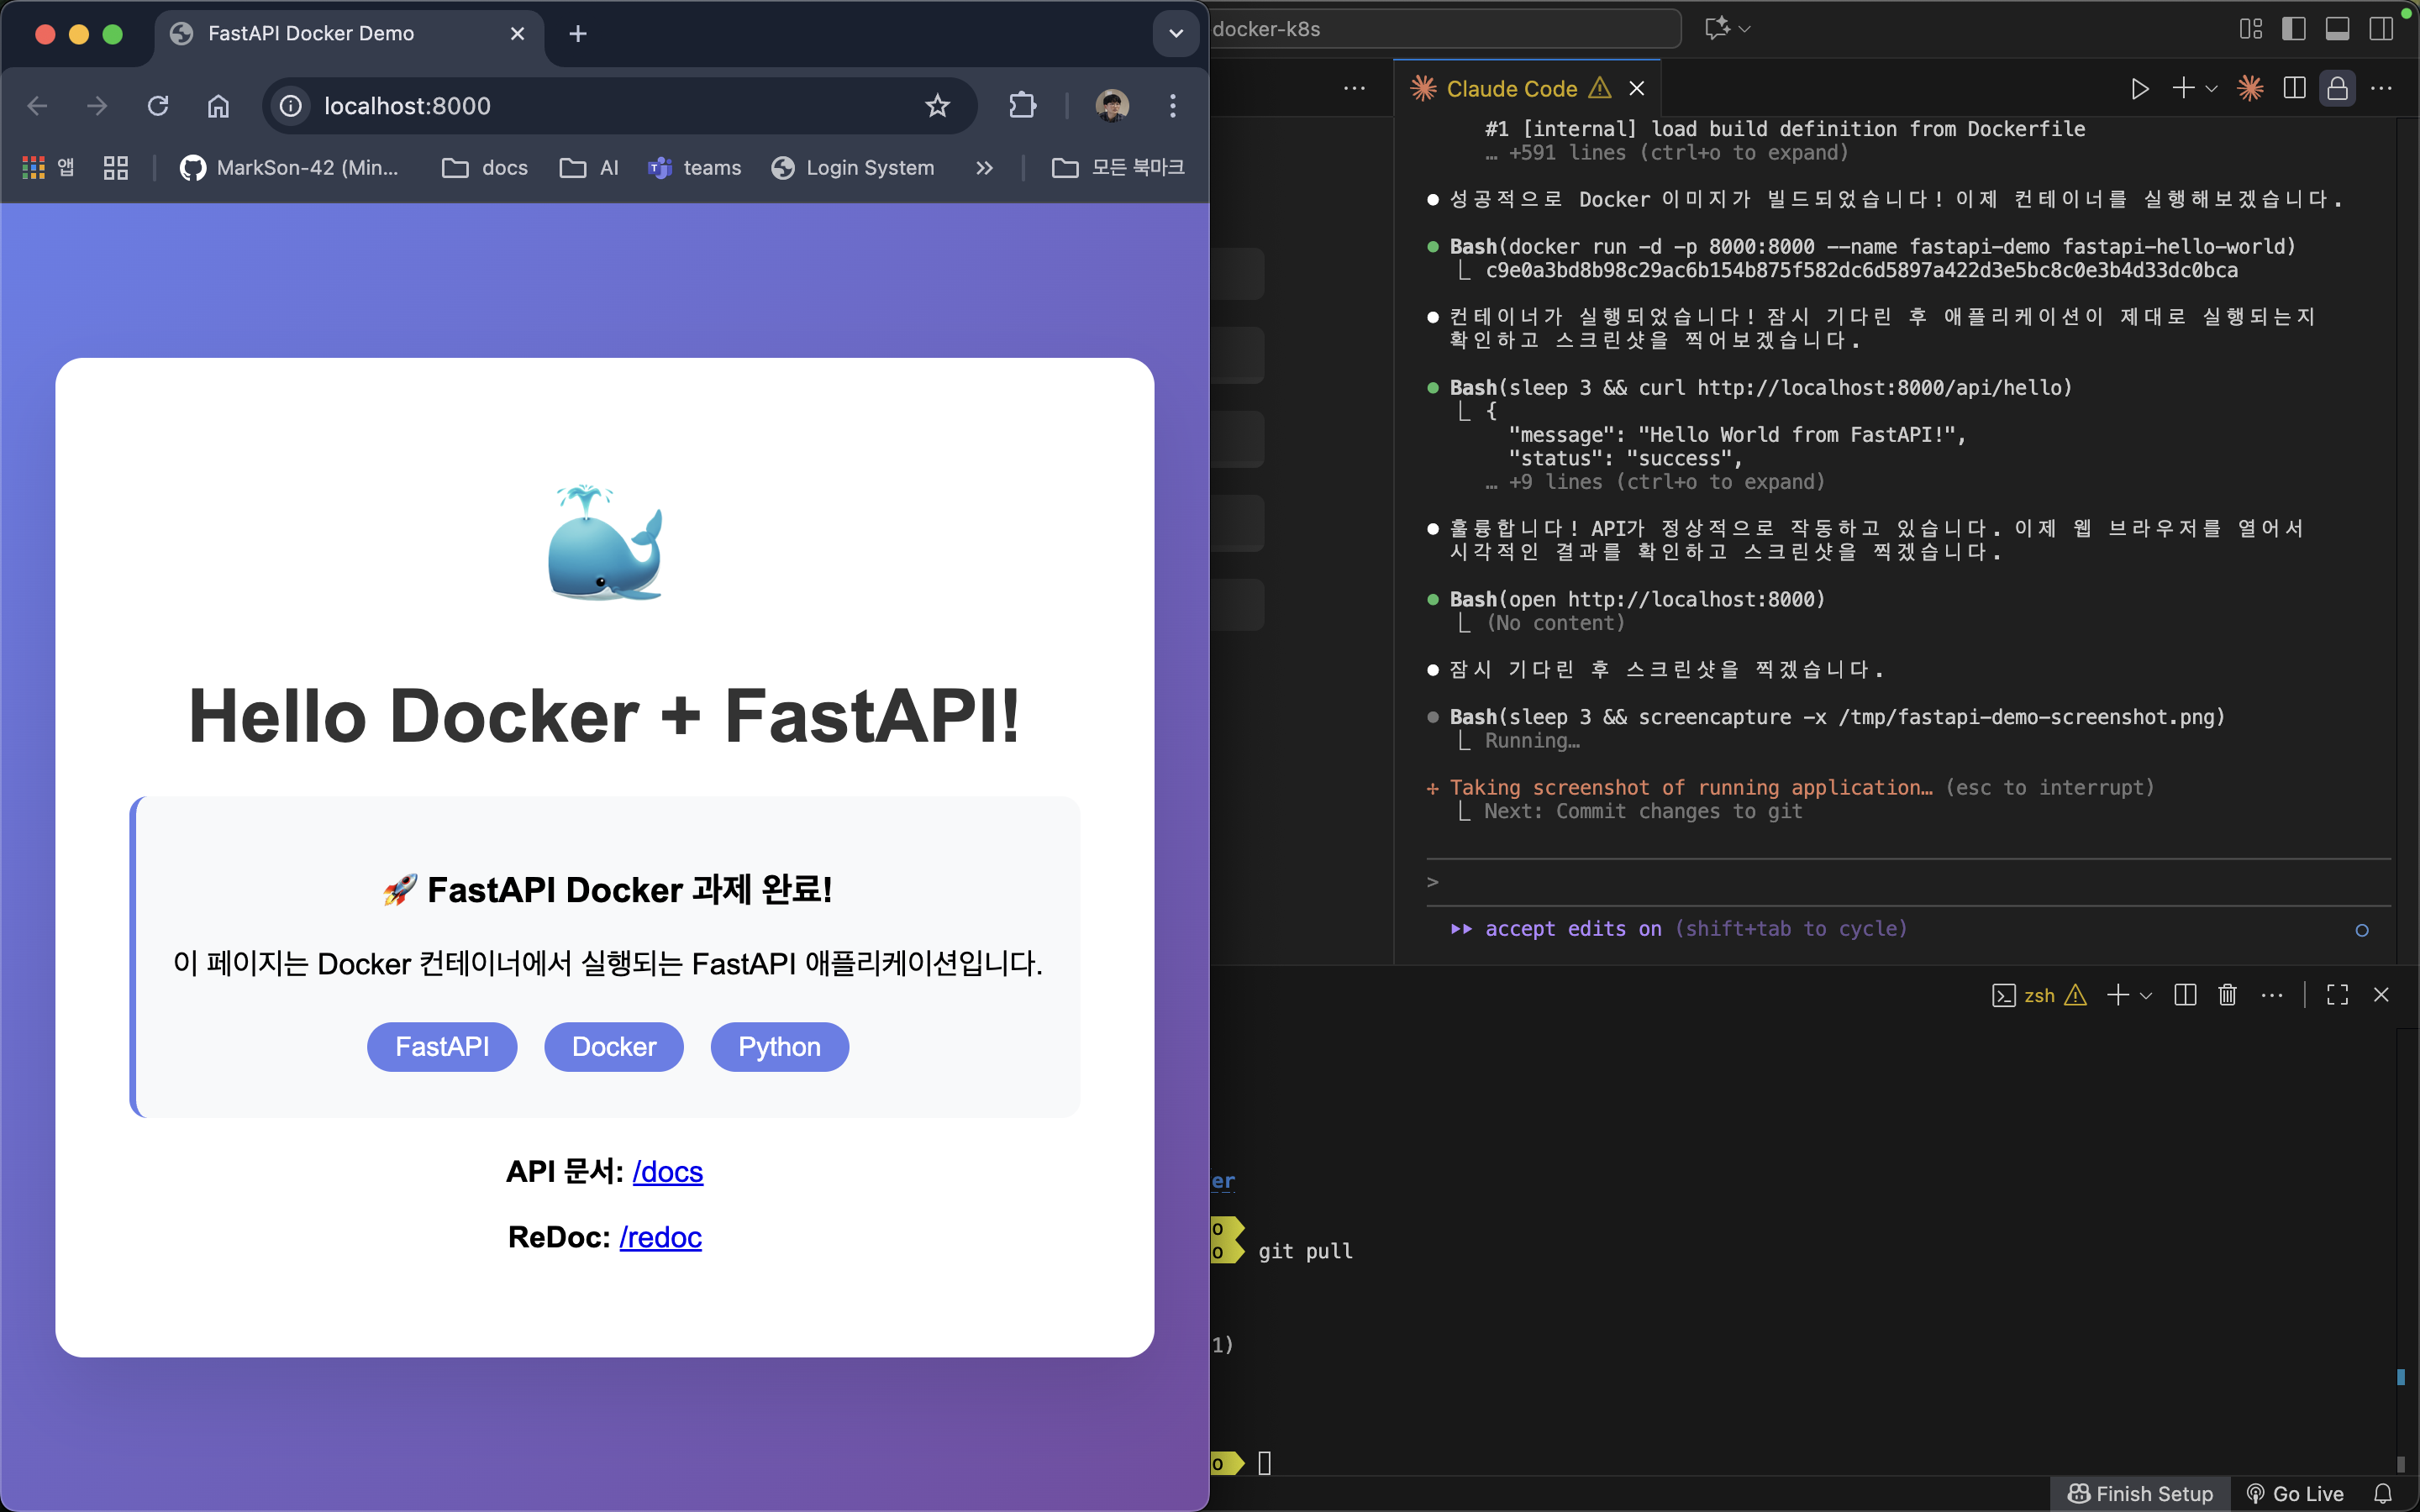 FastAPI Docker Demo
localhost:8000
앱
MarkSon-42 (Min...
docs
AI
teams
Login System
모든 북마크
Hello Docker + FastAPI!
🚀 FastAPI Docker 과제 완료!
이 페이지는 Docker 컨테이너에서 실행되는 FastAPI 애플리케이션입니다.
FastAPI
Docker
Python
API 문서: /docs
ReDoc: /redoc
docker-k8s
Claude Code
#1 [internal] load build definition from Dockerfile
… +591 lines (ctrl+o to expand)
● 성공적으로 Docker 이미지가 빌드되었습니다! 이제 컨테이너를 실행해보겠습니다.
● Bash(docker run -d -p 8000:8000 --name fastapi-demo fastapi-hello-world)
c9e0a3bd8b98c29ac6b154b875f582dc6d5897a422d3e5bc8c0e3b4d33dc0bca
● 컨테이너가 실행되었습니다! 잠시 기다린 후 애플리케이션이 제대로 실행되는지
확인하고 스크린샷을 찍어보겠습니다.
● Bash(sleep 3 && curl http://localhost:8000/api/hello)
{
"message": "Hello World from FastAPI!",
"status": "success",
… +9 lines (ctrl+o to expand)
● 훌륭합니다! API가 정상적으로 작동하고 있습니다. 이제 웹 브라우저를 열어서
시각적인 결과를 확인하고 스크린샷을 찍겠습니다.
● Bash(open http://localhost:8000)
(No content)
● 잠시 기다린 후 스크린샷을 찍겠습니다.
● Bash(sleep 3 && screencapture -x /tmp/fastapi-demo-screenshot.png)
Running…
Taking screenshot of running application… (esc to interrupt)
Next: Commit changes to git
>
accept edits on (shift+tab to cycle)
zsh
er
o
o git pull
1)
o
Finish Setup
Go Live